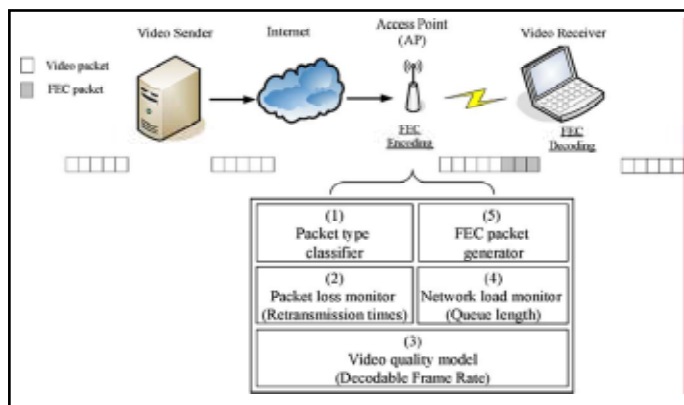 Video Sender
Internet
Access Point
(AP)
Video Receiver
Video packet
FEC packet
FEC
Encoding
FEC
Decoding
(1)
Packet type
classifier
(5)
FEC packet
generator
(2)
Packet loss monitor
(Retransmission times)
(4)
Network load monitor
(Queue length)
(3)
Video quality model
(Decodable Frame Rate)